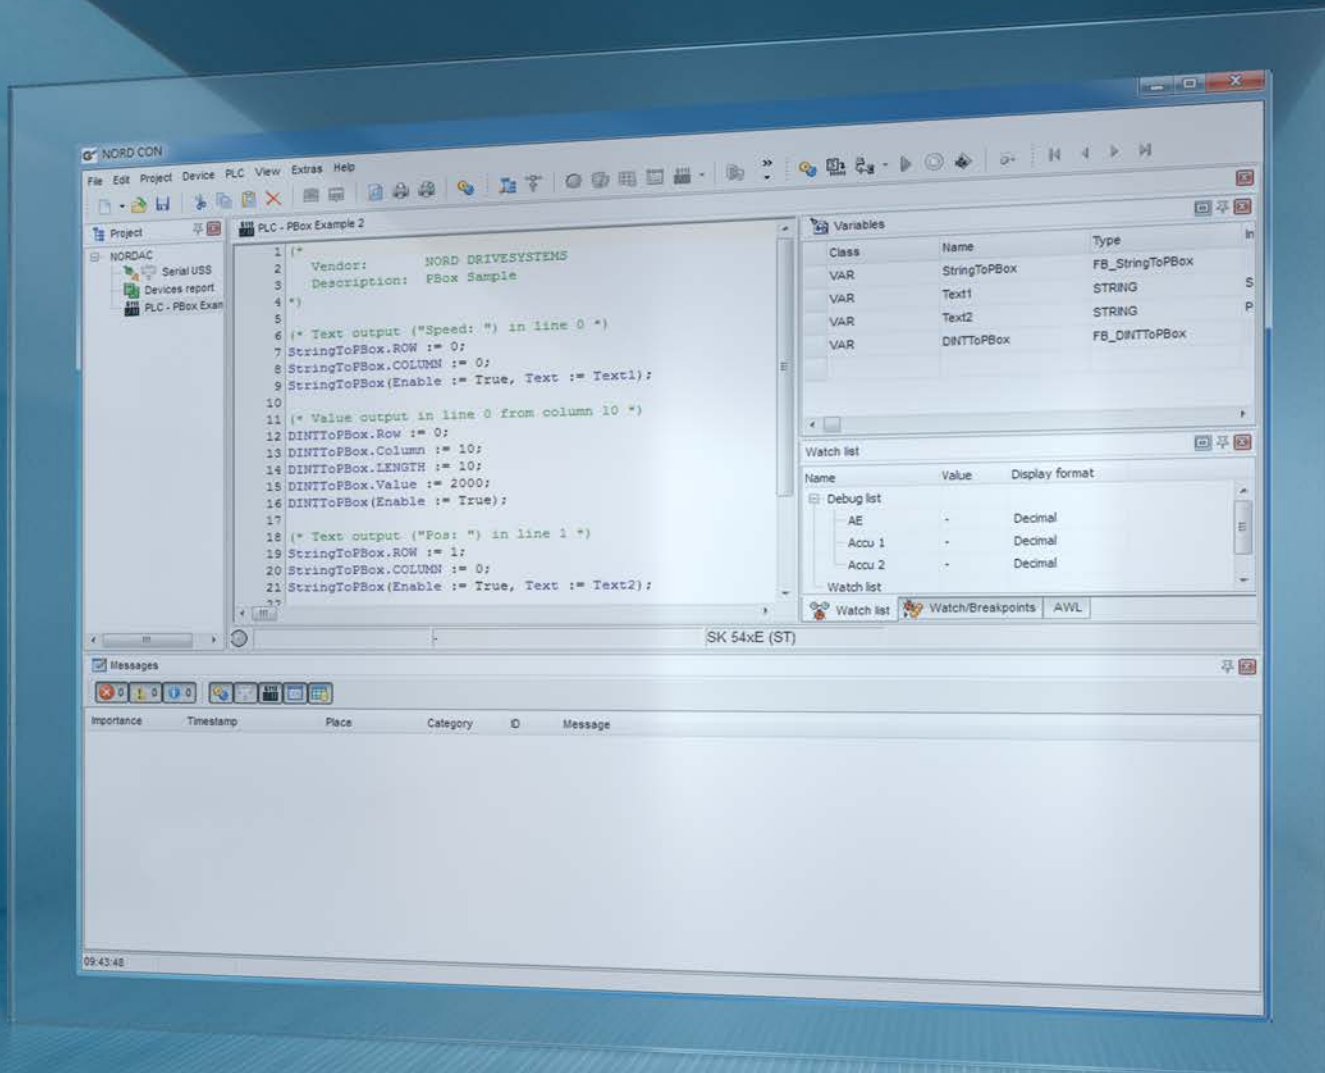 NORD CON
File Edit Project Device PLC View Extras Help
Project
NORDAC
Serial USS
Devices report
PLC - PBox Exam
PLC - PBox Example 2
1 (*
2 Vendor: NORD DRIVESYSTEMS
3 Description: PBox Sample
4 *)
5
6 (* Text output ("Speed: ") in line 0 *)
7 StringToPBox.ROW := 0;
8 StringToPBox.COLUMN := 0;
9 StringToPBox(Enable := True, Text := Text1);
10
11 (* Value output in line 0 from column 10 *)
12 DINTToPBox.Row := 0;
13 DINTToPBox.Column := 10;
14 DINTToPBox.LENGTH := 10;
15 DINTToPBox.Value := 2000;
16 DINTToPBox(Enable := True);
17
18 (* Text output ("Pos: ") in line 1 *)
19 StringToPBox.ROW := 1;
20 StringToPBox.COLUMN := 0;
21 StringToPBox(Enable := True, Text := Text2);
22
Variables
Class Name Type In
VAR StringToPBox FB_StringToPBox
VAR Text1 STRING S
VAR Text2 STRING P
VAR DINTToPBox FB_DINTToPBox
Watch list
Name Value Display format
Debug list
AE - Decimal
Accu 1 - Decimal
Accu 2 - Decimal
Watch list
Watch list Watch/Breakpoints AWL
- SK 54xE (ST)
Messages
0 0 0
Importance Timestamp Place Category ID Message
09:43:48